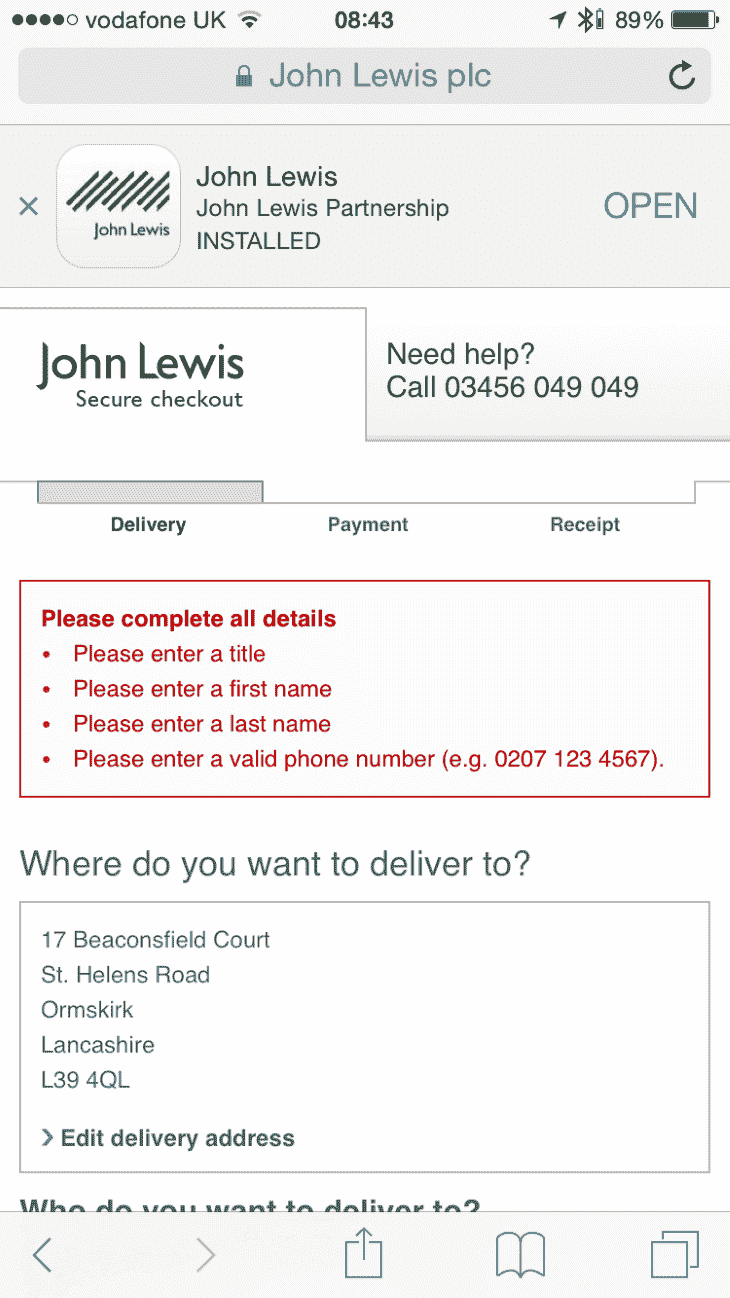 vodafone UK 08:43 89%
John Lewis plc
John Lewis
John Lewis
John Lewis Partnership
INSTALLED
OPEN
John Lewis
Secure checkout
Need help?
Call 03456 049 049
Delivery Payment Receipt
Please complete all details
• Please enter a title
• Please enter a first name
• Please enter a last name
• Please enter a valid phone number (e.g. 0207 123 4567).
Where do you want to deliver to?
17 Beaconsfield Court
St. Helens Road
Ormskirk
Lancashire
L39 4QL
Edit delivery address
Who do you want to deliver to?